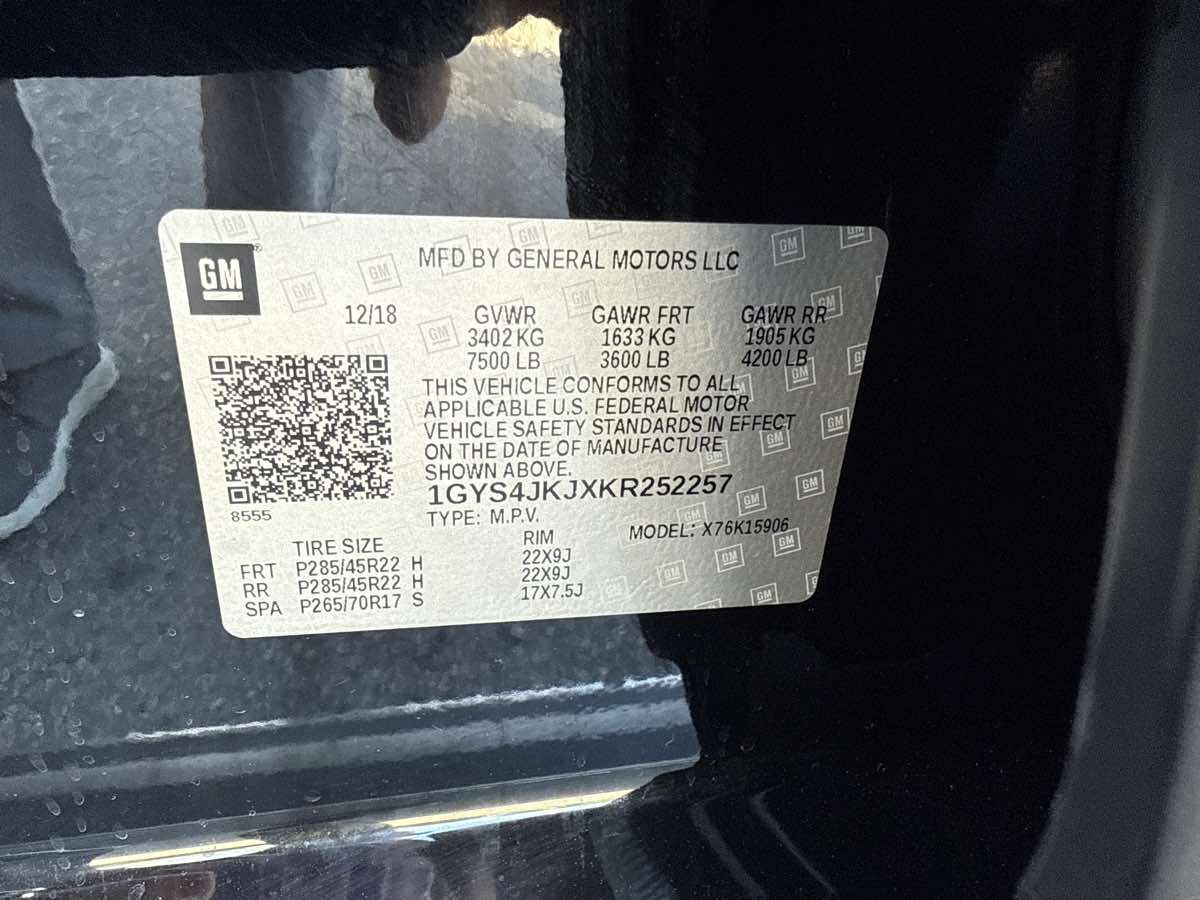 GM
MFD BY GENERAL MOTORS LLC
12/18 GVWR GAWR FRT GAWR RR
3402 KG 1633 KG 1905 KG
7500 LB 3600 LB 4200 LB
THIS VEHICLE CONFORMS TO ALL
APPLICABLE U.S. FEDERAL MOTOR
VEHICLE SAFETY STANDARDS IN EFFECT
ON THE DATE OF MANUFACTURE
SHOWN ABOVE.
1GYS4JKJXKR252257
8555
TYPE: M.P.V. MODEL: X76K15906
TIRE SIZE RIM
FRT P285/45R22 H 22X9J
RR P285/45R22 H 22X9J
SPA P265/70R17 S 17X7.5J